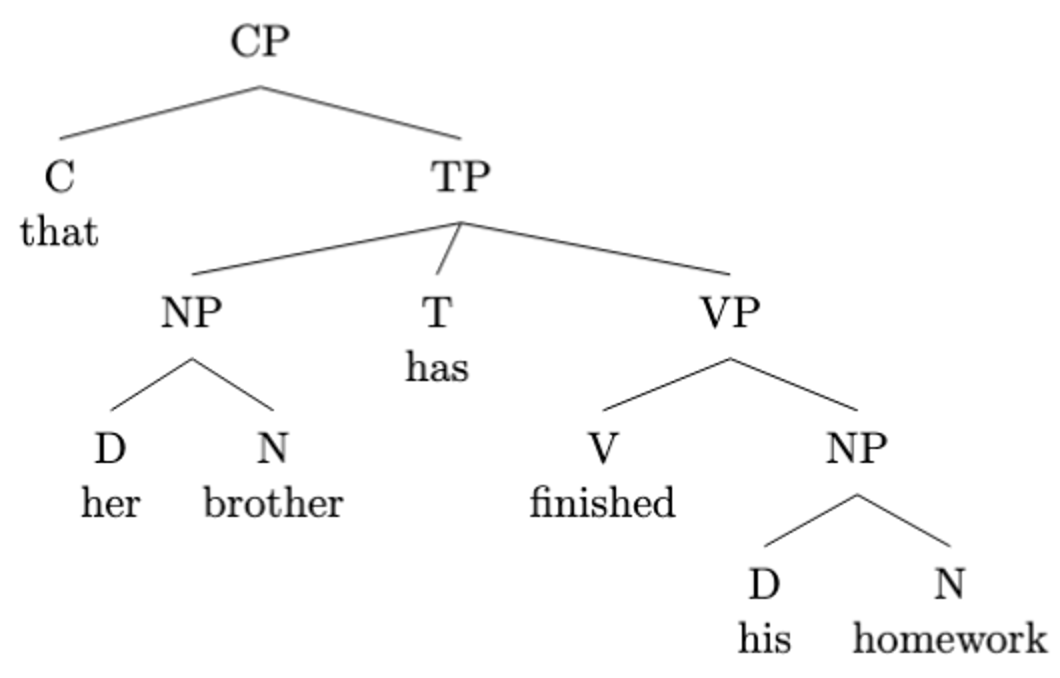 CP
C TP
that
NP T VP
has
D N V NP
her brother finished
D N
his homework